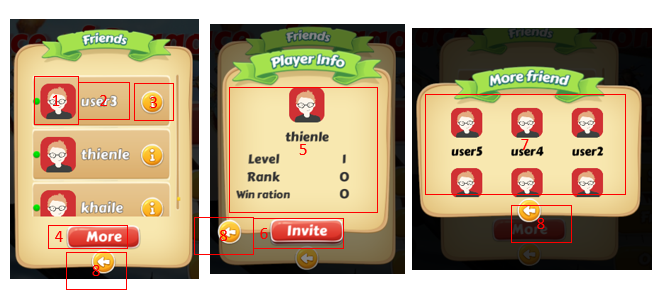 Friends
1
user3
2
3
i
thienle
i
khaile
i
4
More
8
Friends
Player Info
thienle
5
Level 1
Rank 0
Win ration 0
8
6
Invite
More friend
user5
user4
user2
7
8
More